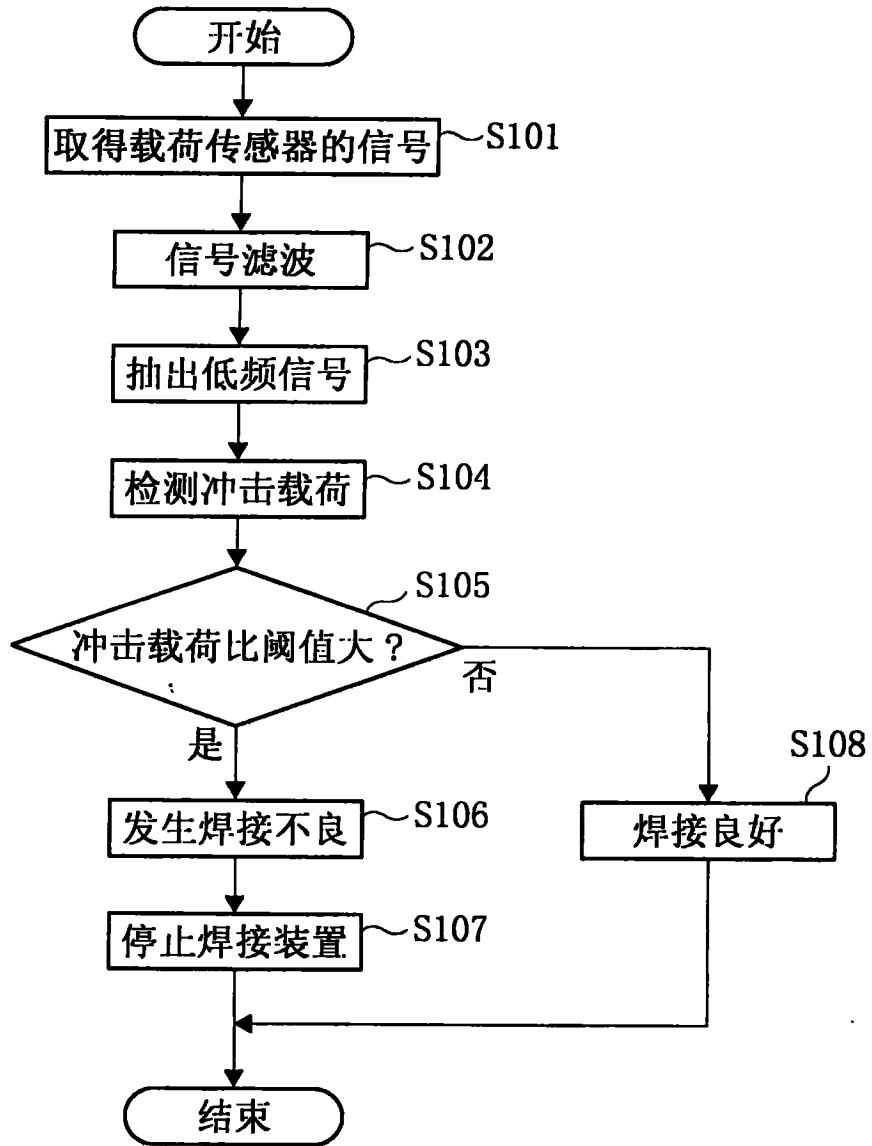 开始
取得载荷传感器的信号
S101
信号滤波
S102
抽出低频信号
S103
检测冲击载荷
S104
S105
冲击载荷比阈值大？
否
是
发生焊接不良
S106
S108
焊接良好
停止焊接装置
S107
结束